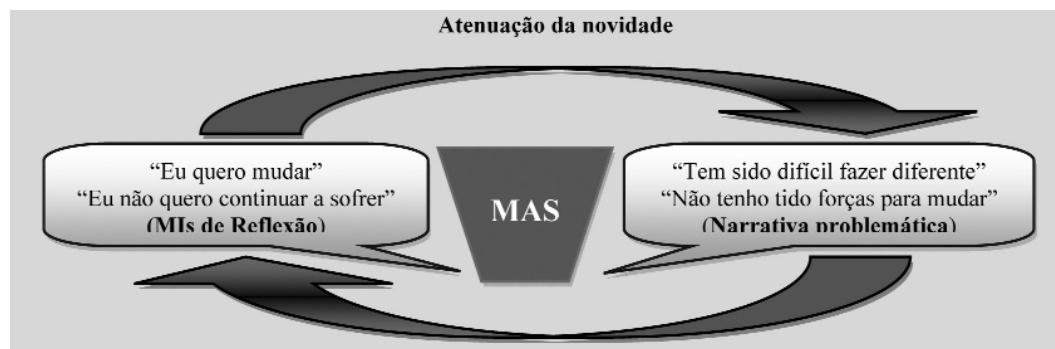 Atenuação da novidade
“Eu quero mudar”
“Eu não quero continuar a sofrer”
(MIs de Reflexão)
MAS
“Tem sido difícil fazer diferente”
“Não tenho tido forças para mudar”
(Narrativa problemática)